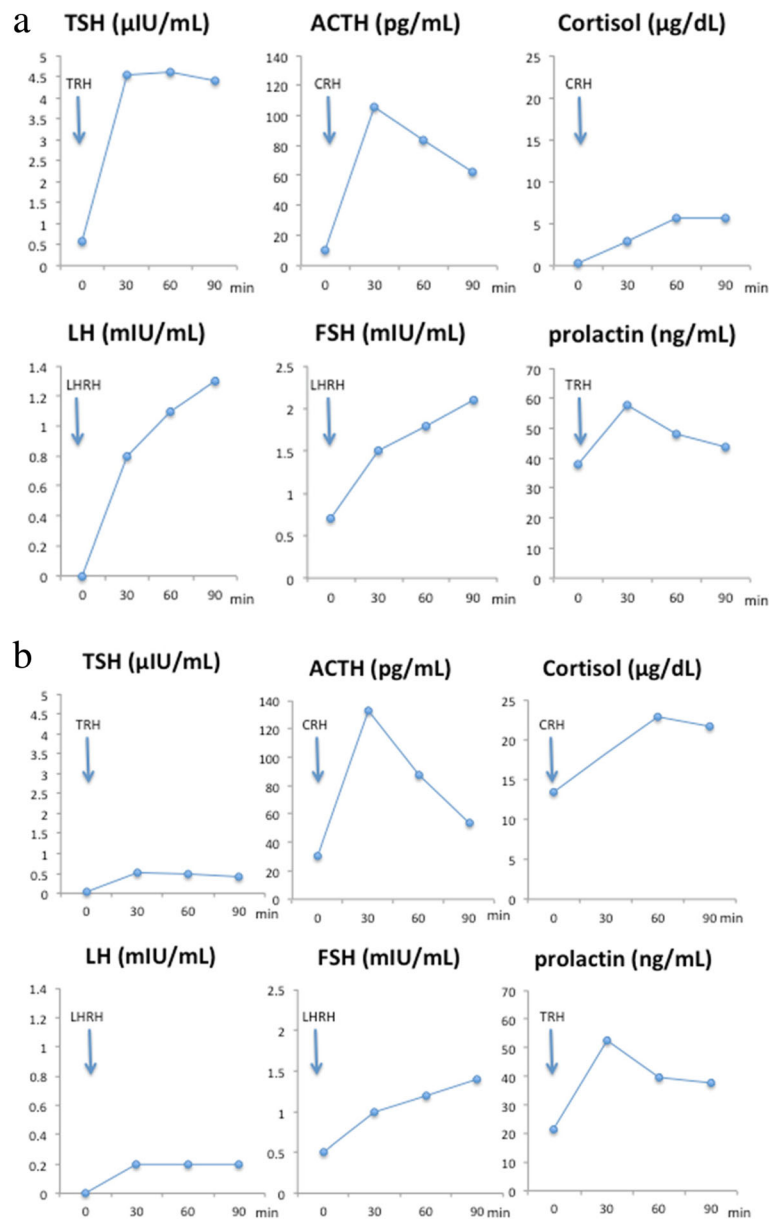 a
TSH (µIU/mL)
5
4.5
4
3.5
3
2.5
2
1.5
1
0.5
0
TRH
0 30 60 90 min
ACTH (pg/mL)
140
120
100
80
60
40
20
0
CRH
0 30 60 90 min
Cortisol (µg/dL)
25
20
15
10
5
0
CRH
0 30 60 90 min
LH (mIU/mL)
1.4
1.2
1
0.8
0.6
0.4
0.2
0
LHRH
0 30 60 90 min
FSH (mIU/mL)
2.5
2
1.5
1
0.5
0
LHRH
0 30 60 90 min
prolactin (ng/mL)
70
60
50
40
30
20
10
0
TRH
0 30 60 90 min
b
TSH (µIU/mL)
5
4.5
4
3.5
3
2.5
2
1.5
1
0.5
0
TRH
0 30 60 90 min
ACTH (pg/mL)
140
120
100
80
60
40
20
0
CRH
0 30 60 90 min
Cortisol (µg/dL)
25
20
15
10
5
0
CRH
0 30 60 90 min
LH (mIU/mL)
1.4
1.2
1
0.8
0.6
0.4
0.2
0
LHRH
0 30 60 90 min
FSH (mIU/mL)
2.5
2
1.5
1
0.5
0
LHRH
0 30 60 90 min
prolactin (ng/mL)
70
60
50
40
30
20
10
0
TRH
0 30 60 90 min